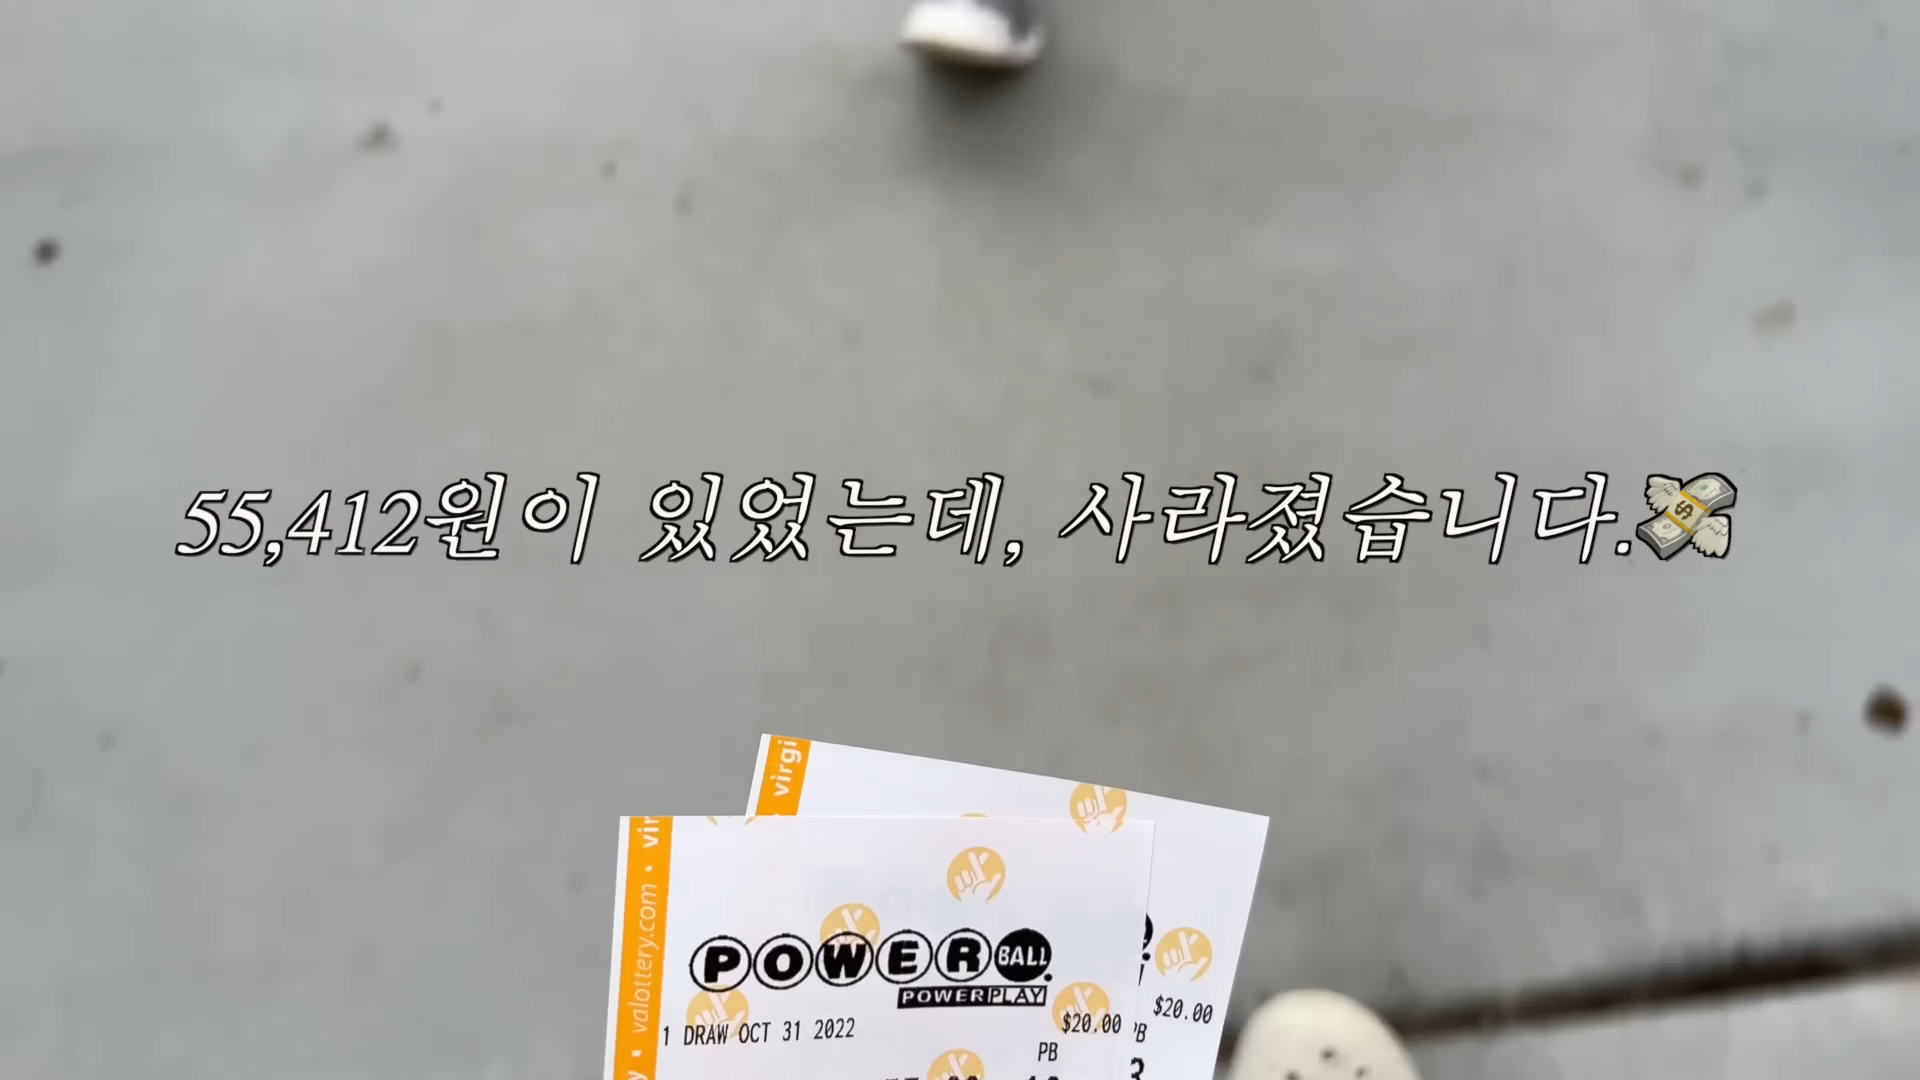 55,412원이 있었는데, 사라졌습니다.
virgi
vir
valottery.com
POWERBALL
POWERPLAY
1 DRAW OCT 31 2022 $20.00
$20.00
PB
PB
3